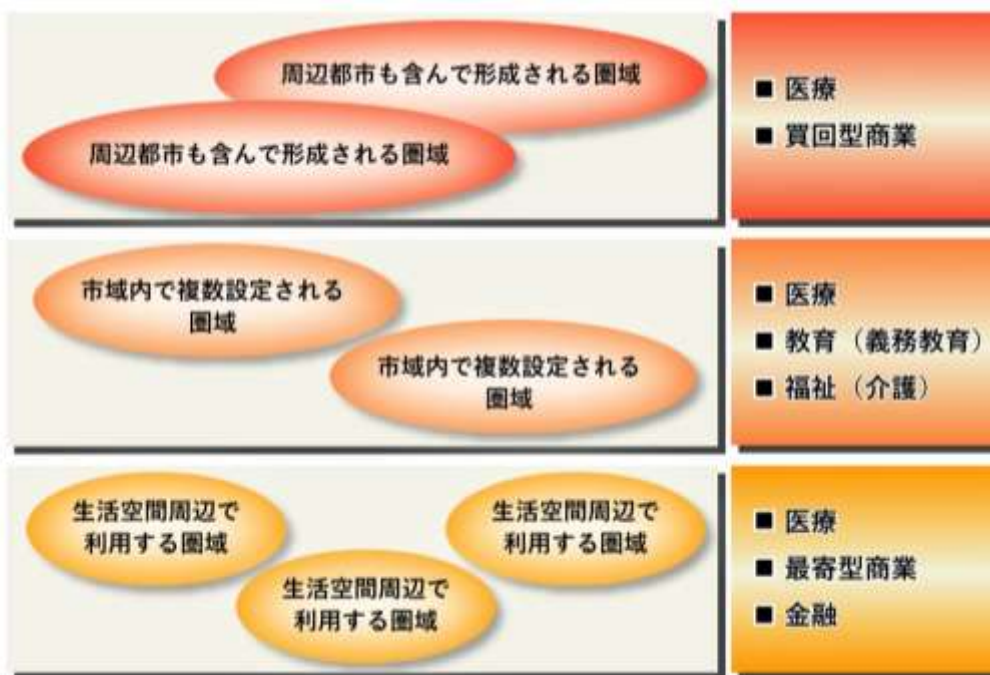 周辺都市も含んで形成される圏域
周辺都市も含んで形成される圏域
■ 医療
■ 買回型商業
市域内で複数設定される
圏域
市域内で複数設定される
圏域
■ 医療
■ 教育（義務教育）
■ 福祉（介護）
生活空間周辺で
利用する圏域
生活空間周辺で
利用する圏域
生活空間周辺で
利用する圏域
■ 医療
■ 最寄型商業
■ 金融